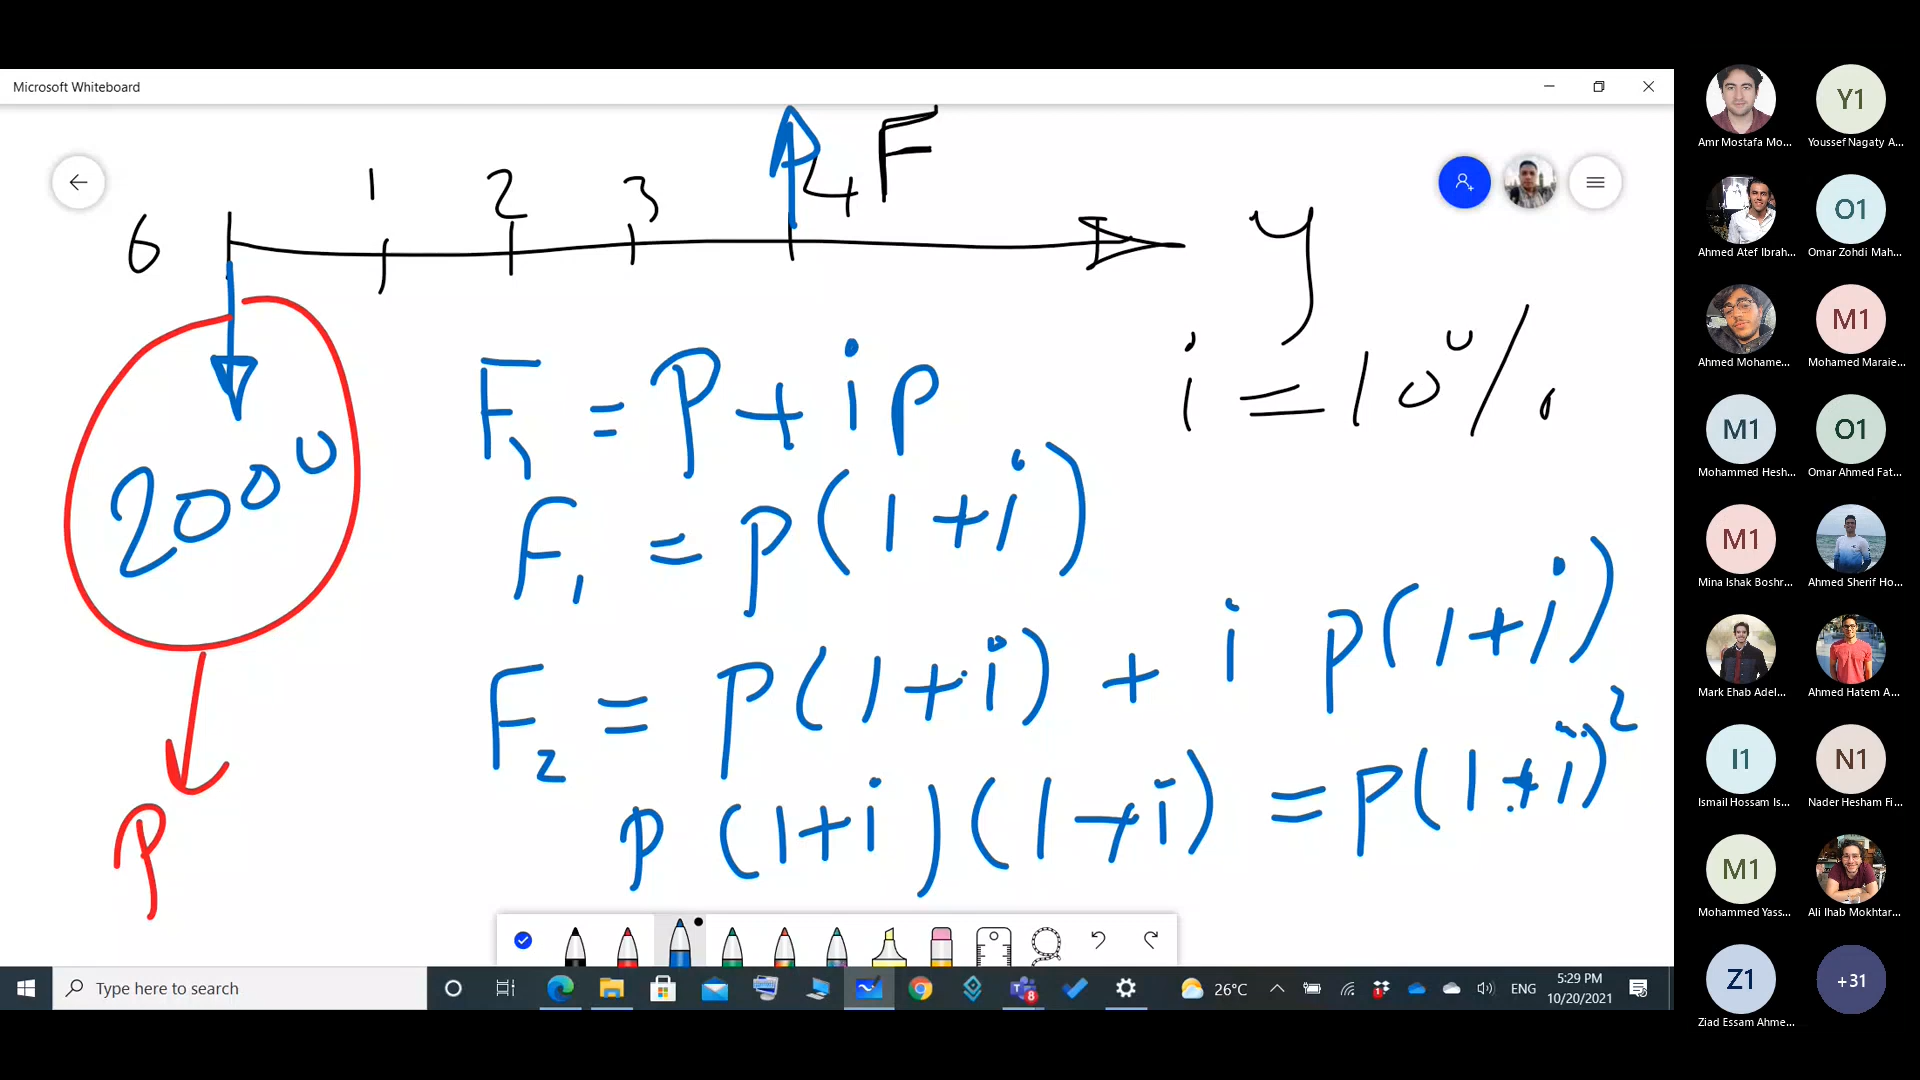 Microsoft Whiteboard
1 2 3 4 F
0 y
i = 10%
2000
P
F₁ = P + i P
F₁ = P(1+i)
F₂ = P(1+i) + i P(1+i)
P(1+i)(1+i) = P(1+i)²
Amr Mostafa Mo...
Y1
Youssef Nagaty A...
Ahmed Atef Ibrah...
O1
Omar Zohdi Mah...
Ahmed Mohame...
M1
Mohamed Maraie...
M1
Mohammed Hesh...
O1
Omar Ahmed Fat...
M1
Mina Ishak Boshr...
Ahmed Sherif Ho...
Mark Ehab Adel...
Ahmed Hatem A...
I1
Ismail Hossam Is...
N1
Nader Hesham Fi...
M1
Mohammed Yass...
Ali Ihab Mokhtar...
Z1
Ziad Essam Ahme...
+31
Type here to search
8
1
26°C
ENG
5:29 PM
10/20/2021